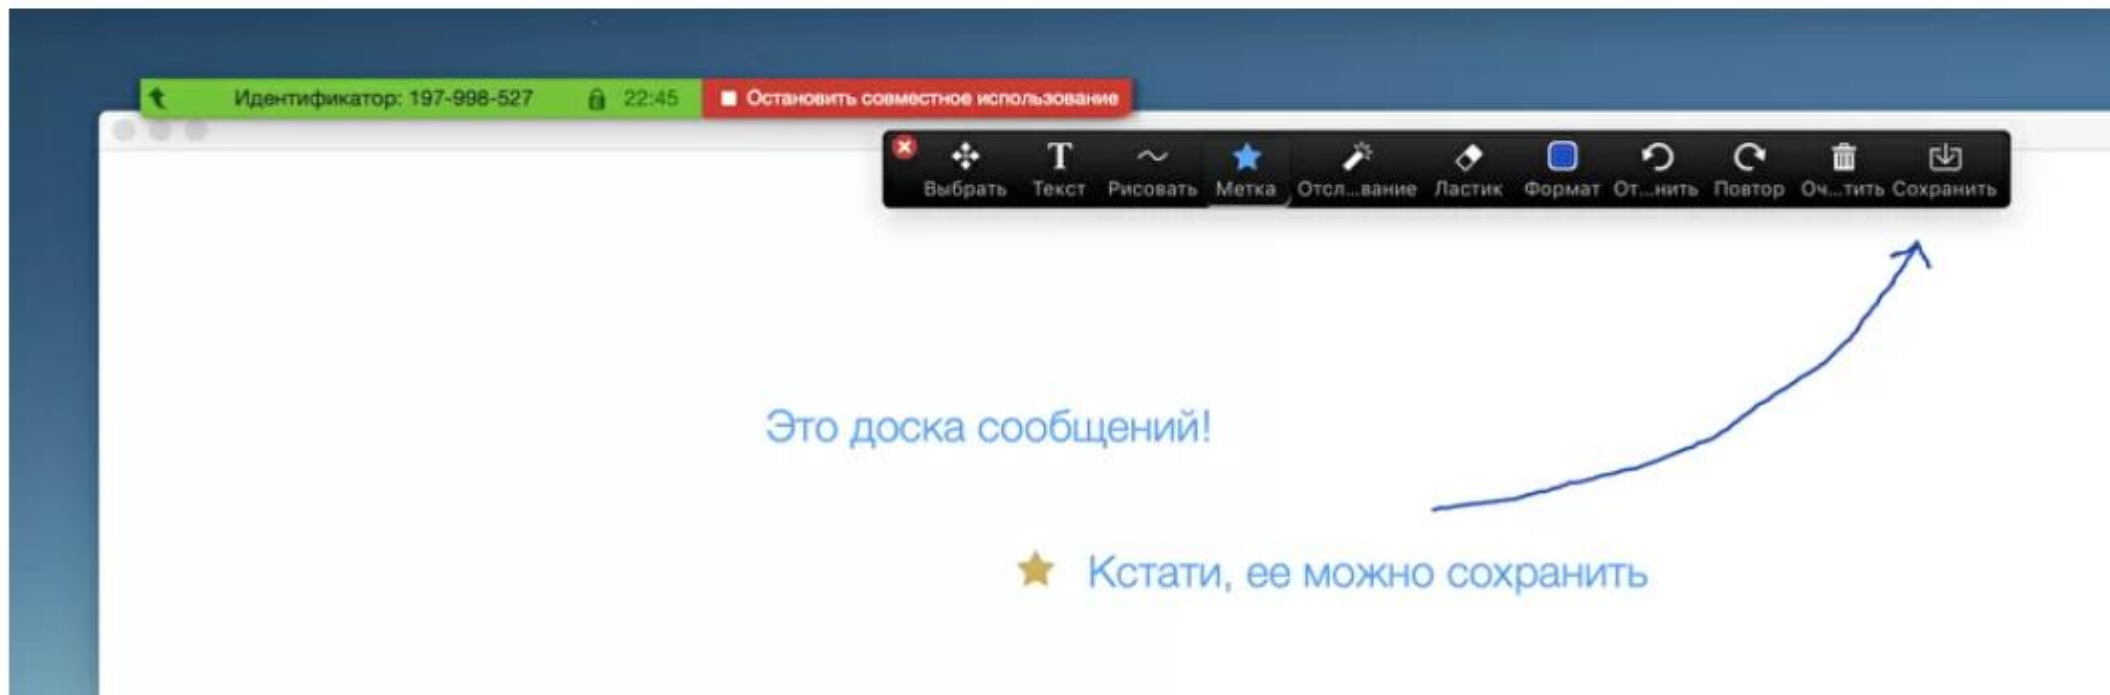 Идентификатор: 197-998-527 22:45 Остановить совместное использование
Выбрать Текст Рисовать Метка Отсл...вание Ластик Формат От...нить Повтор Оч...тить Сохранить
Это доска сообщений!
Кстати, ее можно сохранить